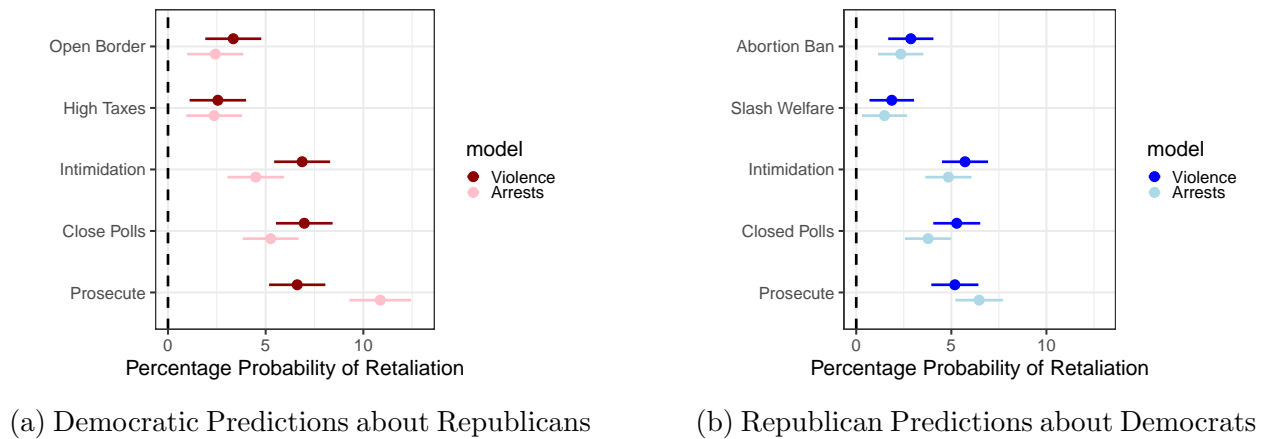 Open Border
High Taxes
Intimidation
Close Polls
Prosecute
0 5 10
Percentage Probability of Retaliation
model
Violence
Arrests
(a) Democratic Predictions about Republicans
Abortion Ban
Slash Welfare
Intimidation
Closed Polls
Prosecute
0 5 10
Percentage Probability of Retaliation
model
Violence
Arrests
(b) Republican Predictions about Democrats